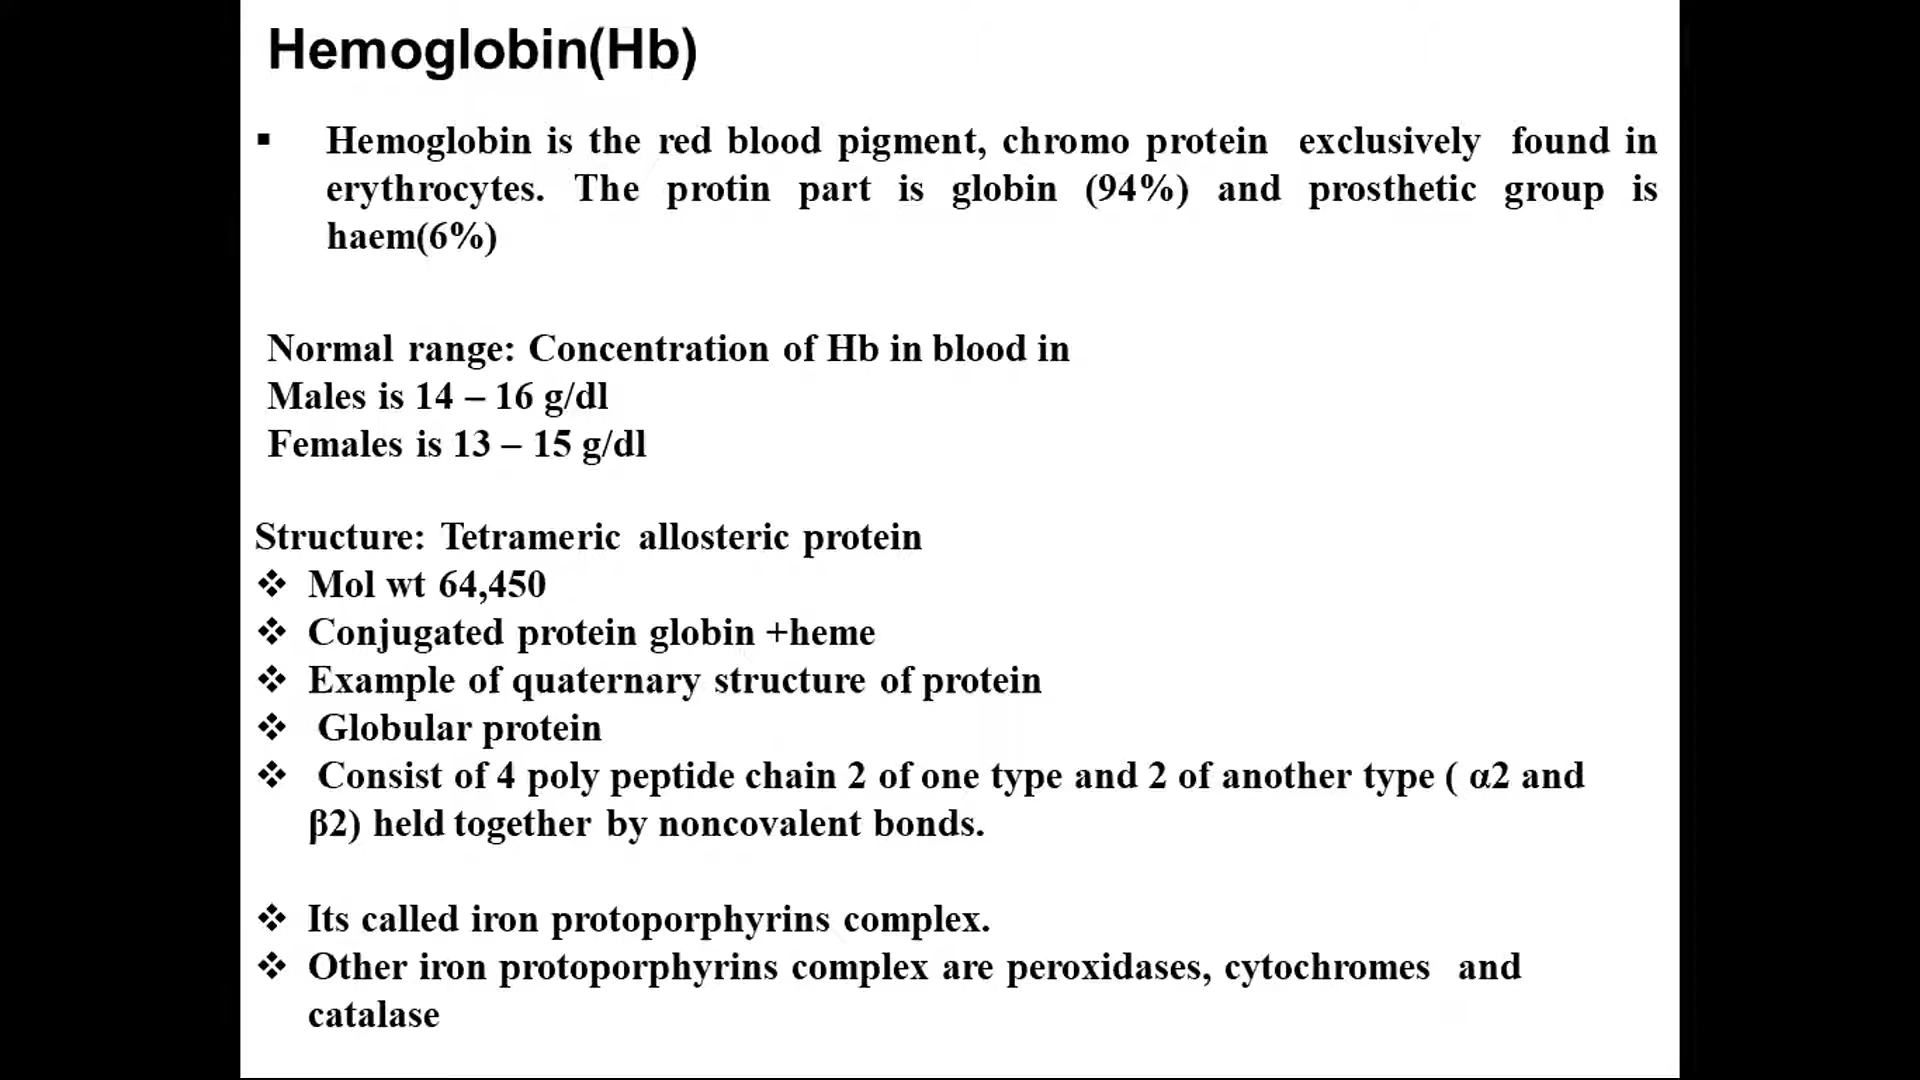 Hemoglobin(Hb)
▪ Hemoglobin is the red blood pigment, chromo protein exclusively found in
erythrocytes. The protin part is globin (94%) and prosthetic group is
haem(6%)
Normal range: Concentration of Hb in blood in
Males is 14 – 16 g/dl
Females is 13 – 15 g/dl
Structure: Tetrameric allosteric protein
❖ Mol wt 64,450
❖ Conjugated protein globin +heme
❖ Example of quaternary structure of protein
❖ Globular protein
❖ Consist of 4 poly peptide chain 2 of one type and 2 of another type ( α2 and
β2) held together by noncovalent bonds.
❖ Its called iron protoporphyrins complex.
❖ Other iron protoporphyrins complex are peroxidases, cytochromes and
catalase